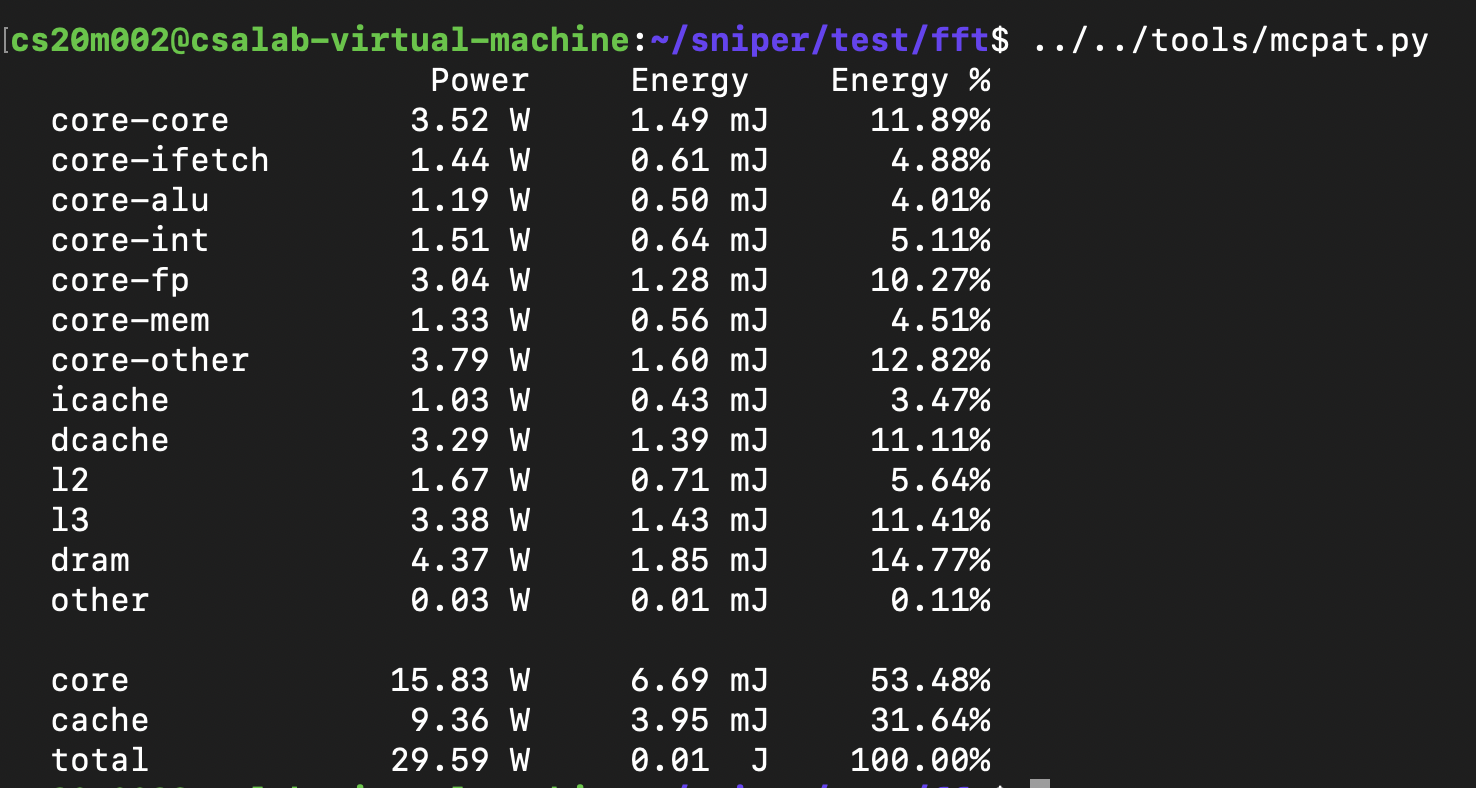 [cs20m002@csalab-virtual-machine:~/sniper/test/fft$ ../../tools/mcpat.py
Power Energy Energy %
core-core 3.52 W 1.49 mJ 11.89%
core-ifetch 1.44 W 0.61 mJ 4.88%
core-alu 1.19 W 0.50 mJ 4.01%
core-int 1.51 W 0.64 mJ 5.11%
core-fp 3.04 W 1.28 mJ 10.27%
core-mem 1.33 W 0.56 mJ 4.51%
core-other 3.79 W 1.60 mJ 12.82%
icache 1.03 W 0.43 mJ 3.47%
dcache 3.29 W 1.39 mJ 11.11%
l2 1.67 W 0.71 mJ 5.64%
l3 3.38 W 1.43 mJ 11.41%
dram 4.37 W 1.85 mJ 14.77%
other 0.03 W 0.01 mJ 0.11%
core 15.83 W 6.69 mJ 53.48%
cache 9.36 W 3.95 mJ 31.64%
total 29.59 W 0.01 J 100.00%